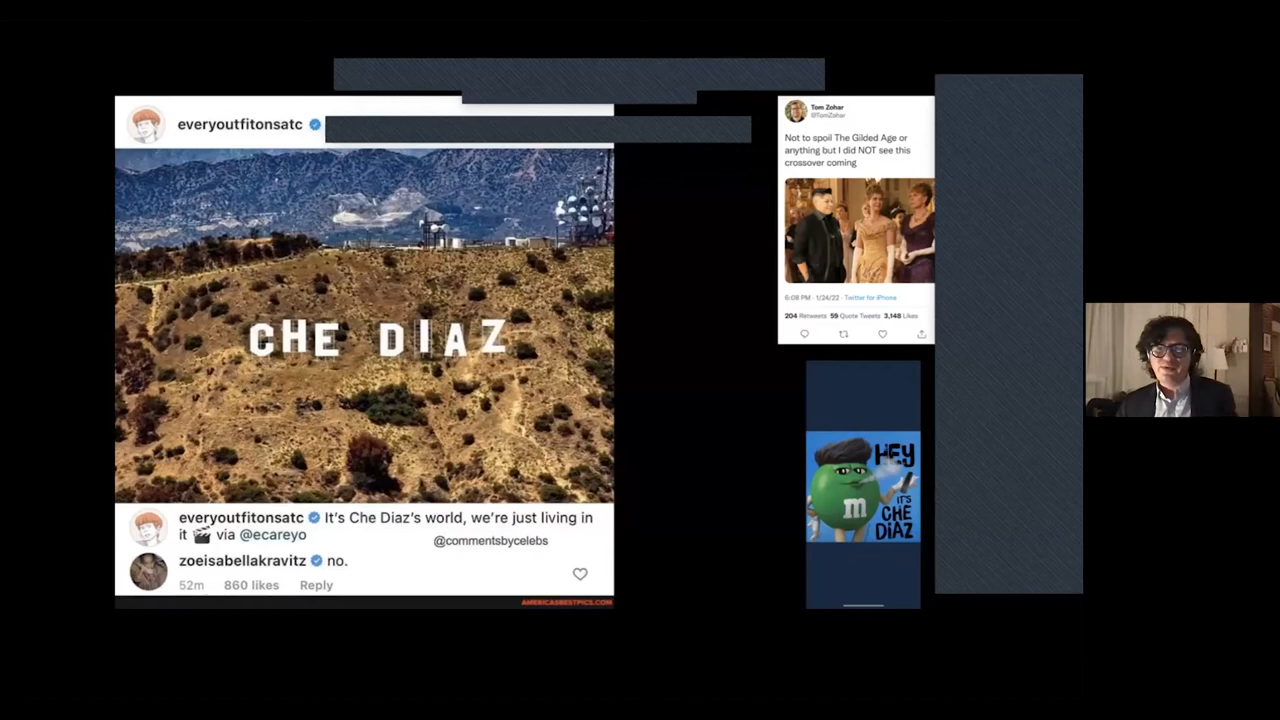 everyoutfitonsatc
CHE DIAZ
everyoutfitonsatc It's Che Diaz's world, we're just living in
it 🎬 via @ecareyo
@commentsbycelebs
zoeisabellakravitz no.
52m 860 likes Reply
AMERICASBESTPICS.COM
Tom Zohar
@TomZohar
Not to spoil The Gilded Age or
anything but I did NOT see this
crossover coming
6:08 PM · 1/24/22 · Twitter for iPhone
204 Retweets 59 Quote Tweets 3,148 Likes
HEY
IT'S
CHE
DIAZ
m